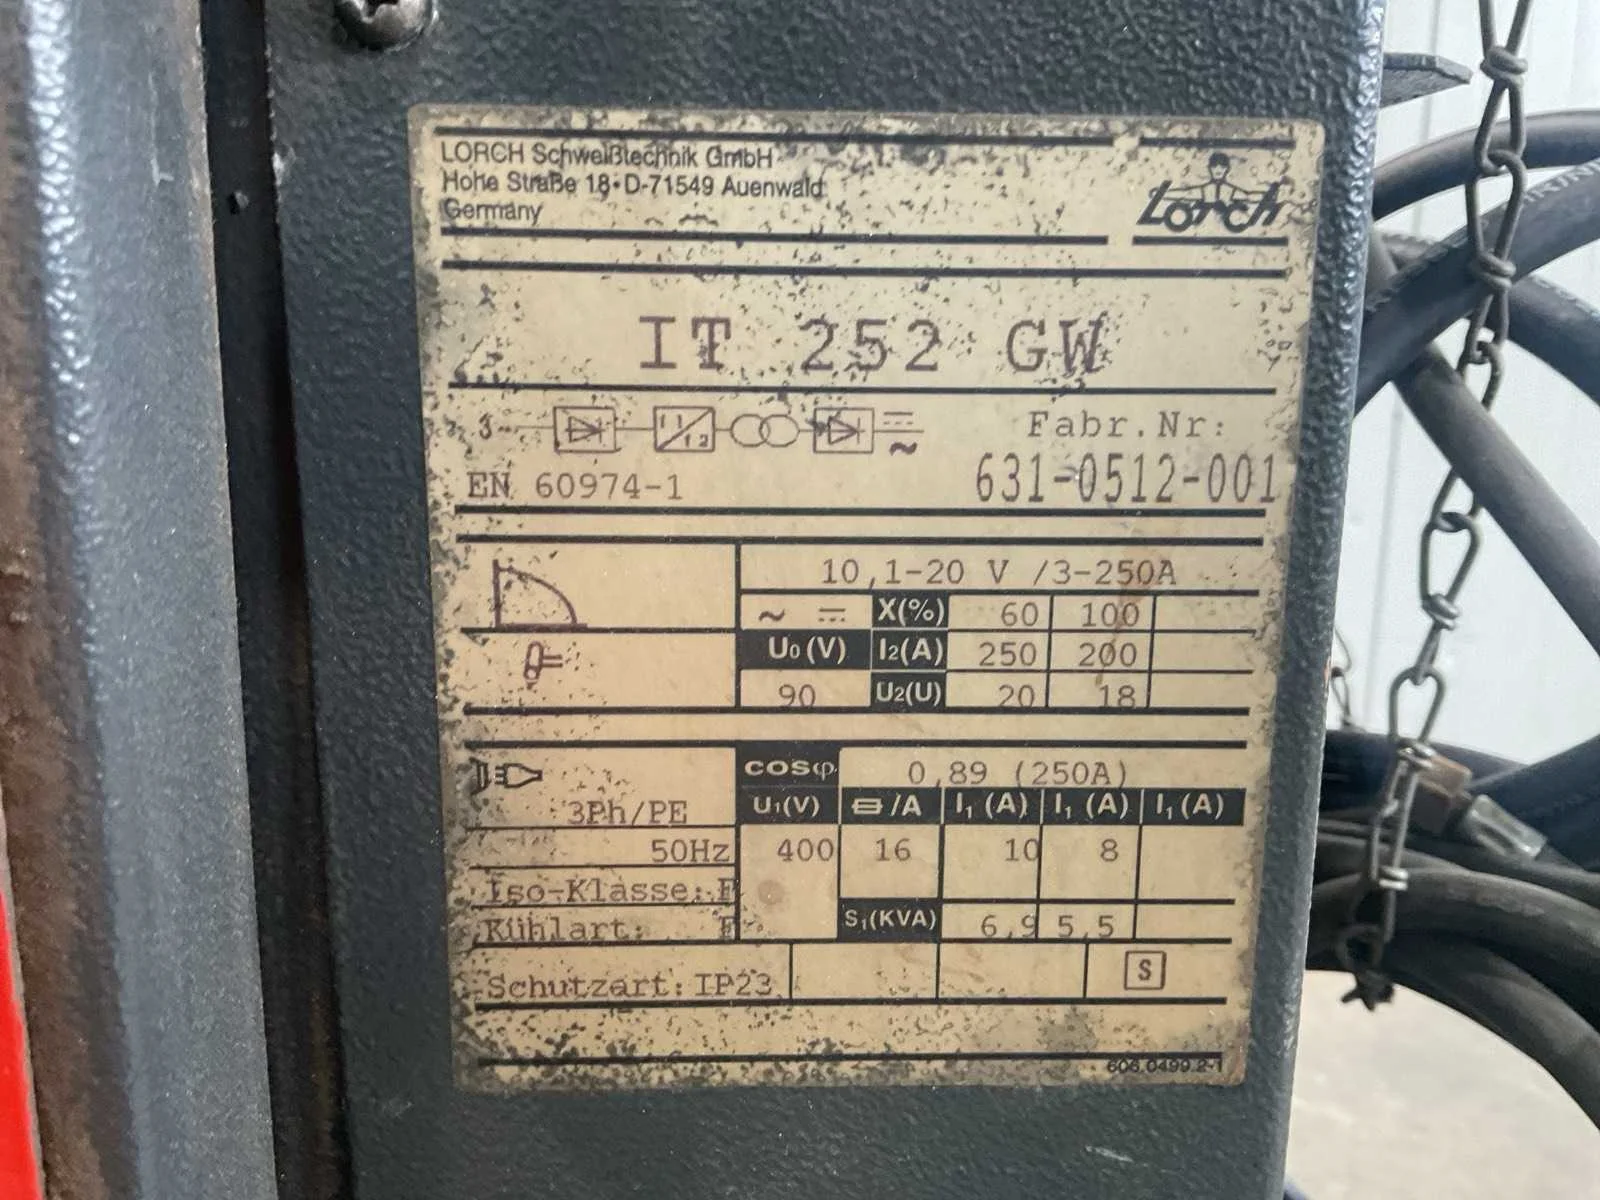 LORCH Schweißtechnik GmbH
Hohe Straße 18·D-71549 Auenwald
Germany
Lorch
IT 252 GW
3~
Fabr.Nr:
EN 60974-1
631-0512-001
10,1-20 V /3-250A
~ X(%) 60 100
U₀(V) I₂(A) 250 200
90 U₂(U) 20 18
COSφ 0,89 (250A)
3Ph/PE U₁(V) /A I₁(A) I₁(A) I₁(A)
50Hz 400 16 10 8
Iso-Klasse: F
Kühlart: F S₁(KVA) 6,9 5,5
Schutzart: IP23 S
606.0499.2-1